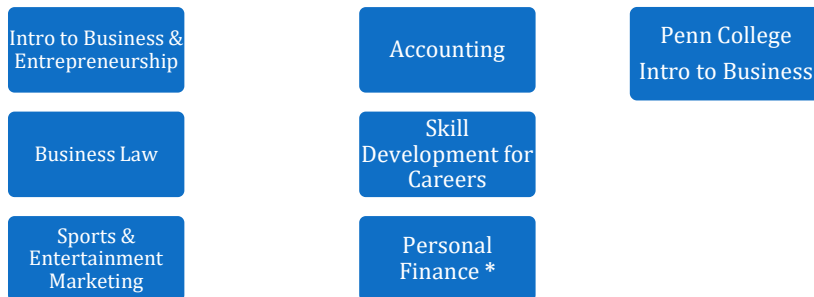 Intro to Business &
Entrepreneurship
Accounting
Penn College
Intro to Business
Business Law
Skill
Development for
Careers
Sports &
Entertainment
Marketing
Personal
Finance *